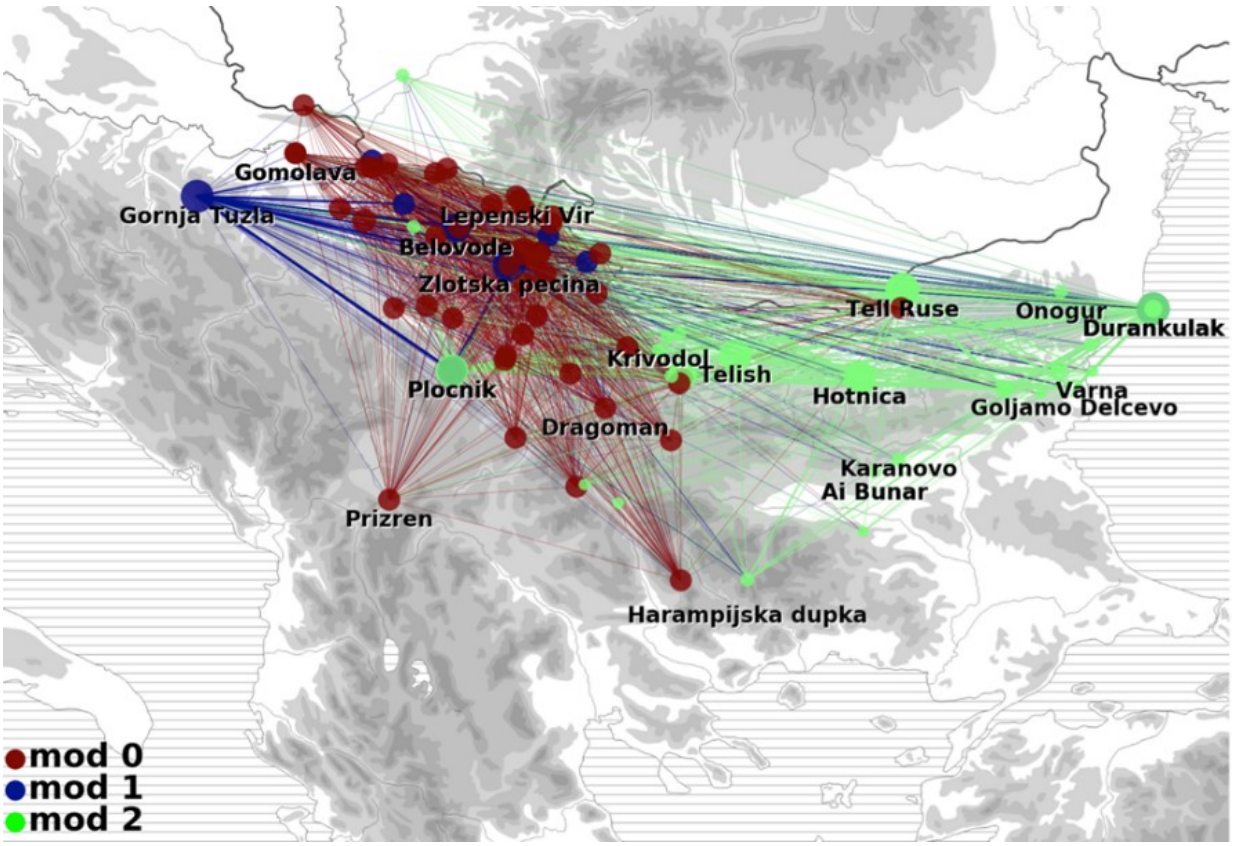 Gomolava
Gornja Tuzla
Lepenski Vir
Belovode
Zlotska pecina
Tell Ruse
Onogur
Durankulak
Krivodol
Telish
Plocnik
Hotnica
Varna
Goljamo Delcevo
Dragoman
Karanovo
Ai Bunar
Prizren
Harampijska dupka
mod 0
mod 1
mod 2